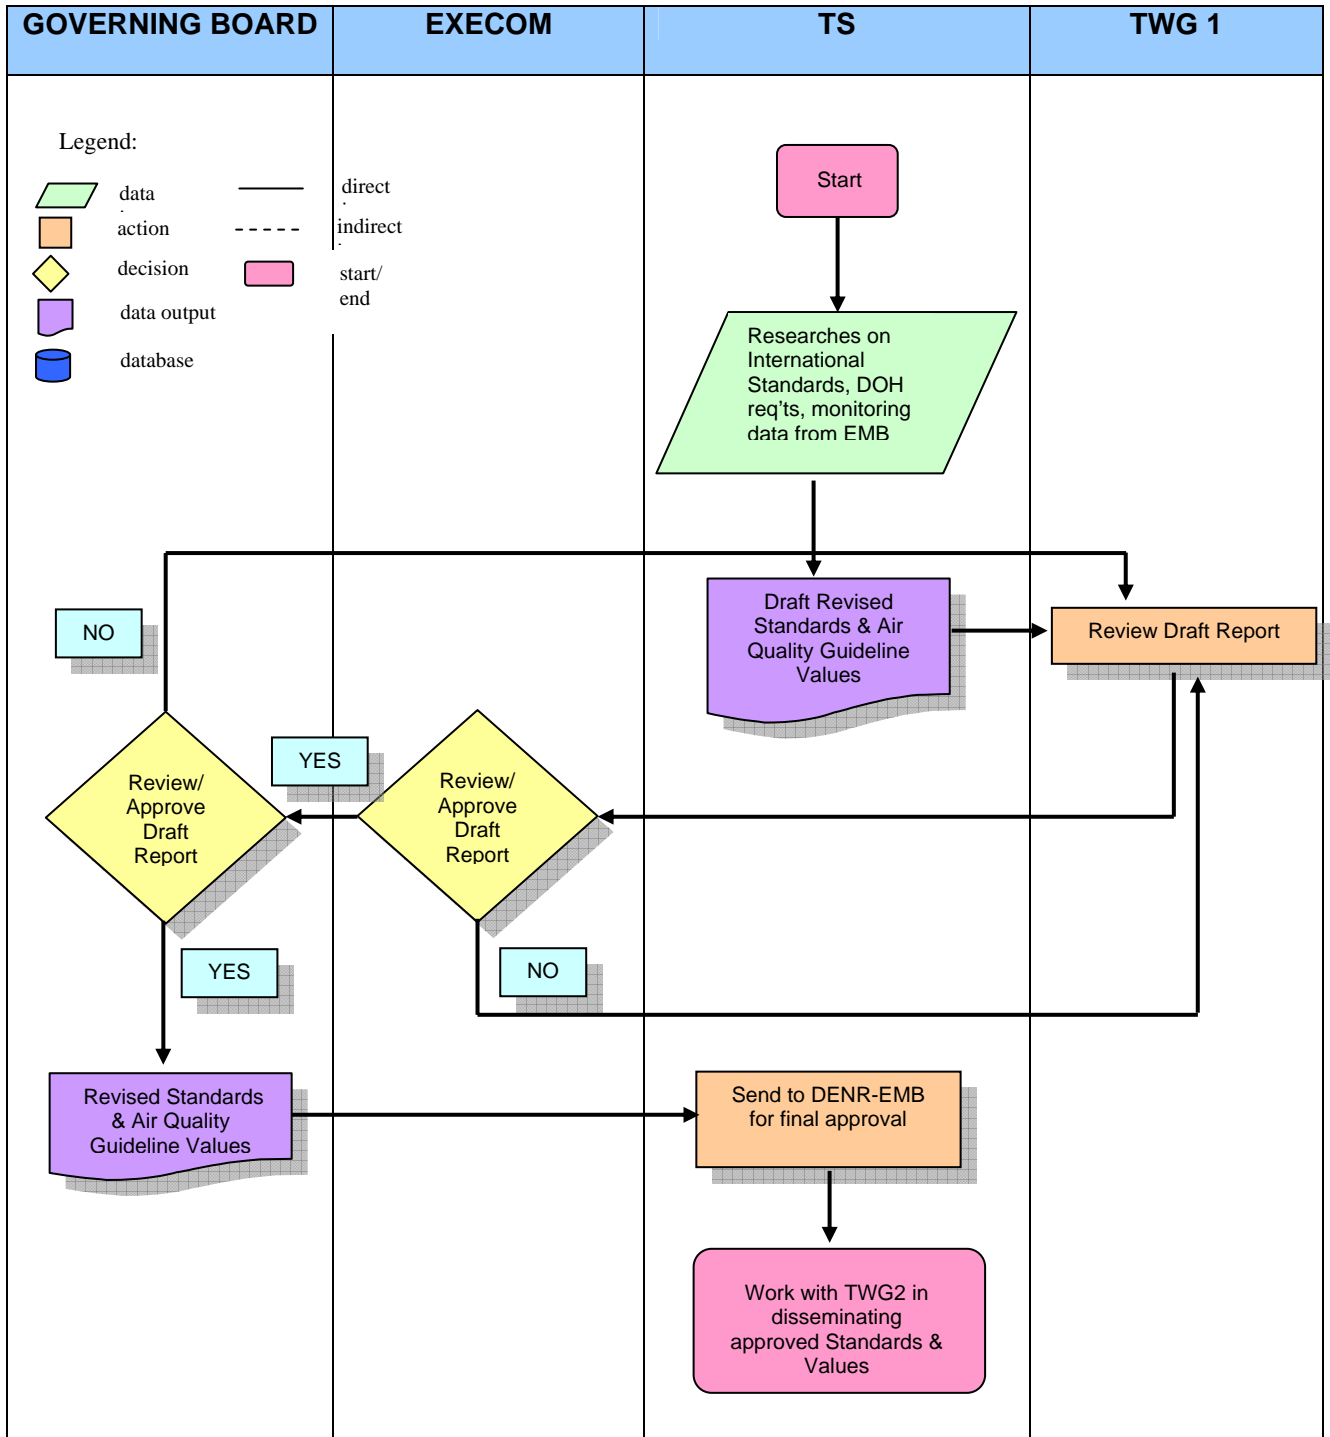 GOVERNING BOARD
EXECOM
TS
TWG 1
Legend:
data
action
decision
data output
database
direct
indirect
start/
end
Start
Researches on
International
Standards, DOH
req'ts, monitoring
data from EMB
NO
Draft Revised
Standards & Air
Quality Guideline
Values
Review Draft Report
YES
Review/
Approve
Draft
Report
Review/
Approve
Draft
Report
YES
NO
Revised Standards
& Air Quality
Guideline Values
Send to DENR-EMB
for final approval
Work with TWG2 in
disseminating
approved Standards &
Values